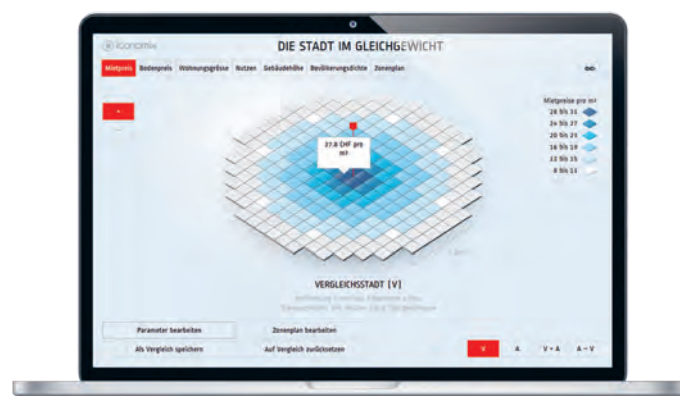 iconomix
DIE STADT IM GLEICHGEWICHT
Mietpreis Bodenpreis Wohnungsgrösse Nutzen Gebäudehöhe Bevölkerungsdichte Zonenplan
Mietpreise pro m²
28 bis 31
24 bis 27
20 bis 23
16 bis 19
12 bis 15
8 bis 11
27,8 CHF pro
m²
VERGLEICHSSTADT (V)
Parameter bearbeiten
Zonenplan bearbeiten
Als Vergleich speichern
Auf Vergleich zurücksetzen
V A V - A A - V